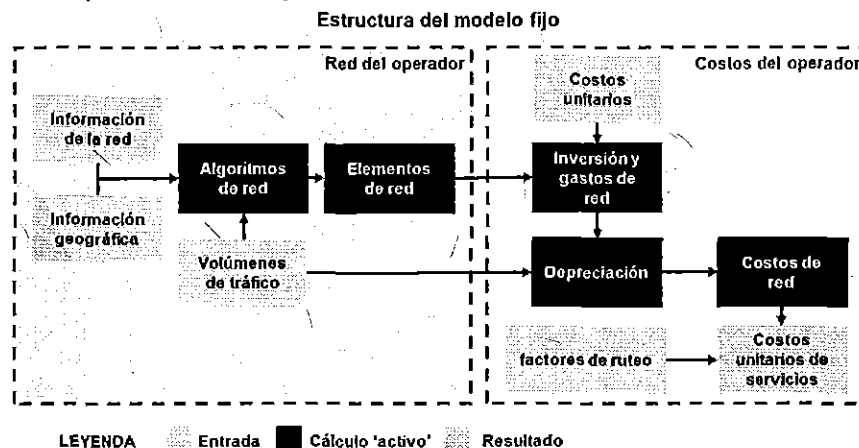 Estructura del modelo fijo
Red del operador
Información
de la red
Información
geográfica
Algoritmos
de red
Elementos
de red
Volúmenes
de tráfico
Costos del operador
Costos
unitarios
Inversión y
gastos de
red
Depreciación
Costos de
red
factores de ruteo
Costos
unitarios de
servicios
LEYENDA
Entrada
Cálculo 'activo'
Resultado